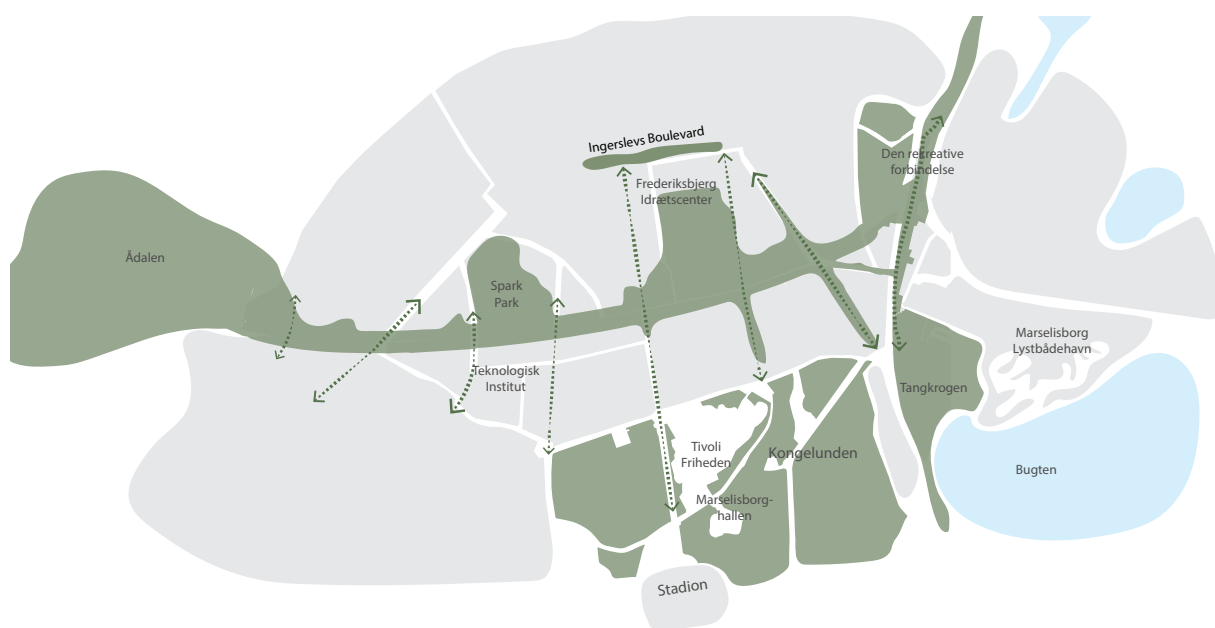 Ingerslevs Boulevard
Den recreative
forbindelse
Frederiksbjerg
Idrætscenter
Ådalen
Spark
Park
Marselisborg
Lystbådehavn
Teknologisk
Institut
Tangkrogen
Tivoli
Friheden
Kongelunden
Bugten
Marselisborg-
hallen
Stadion